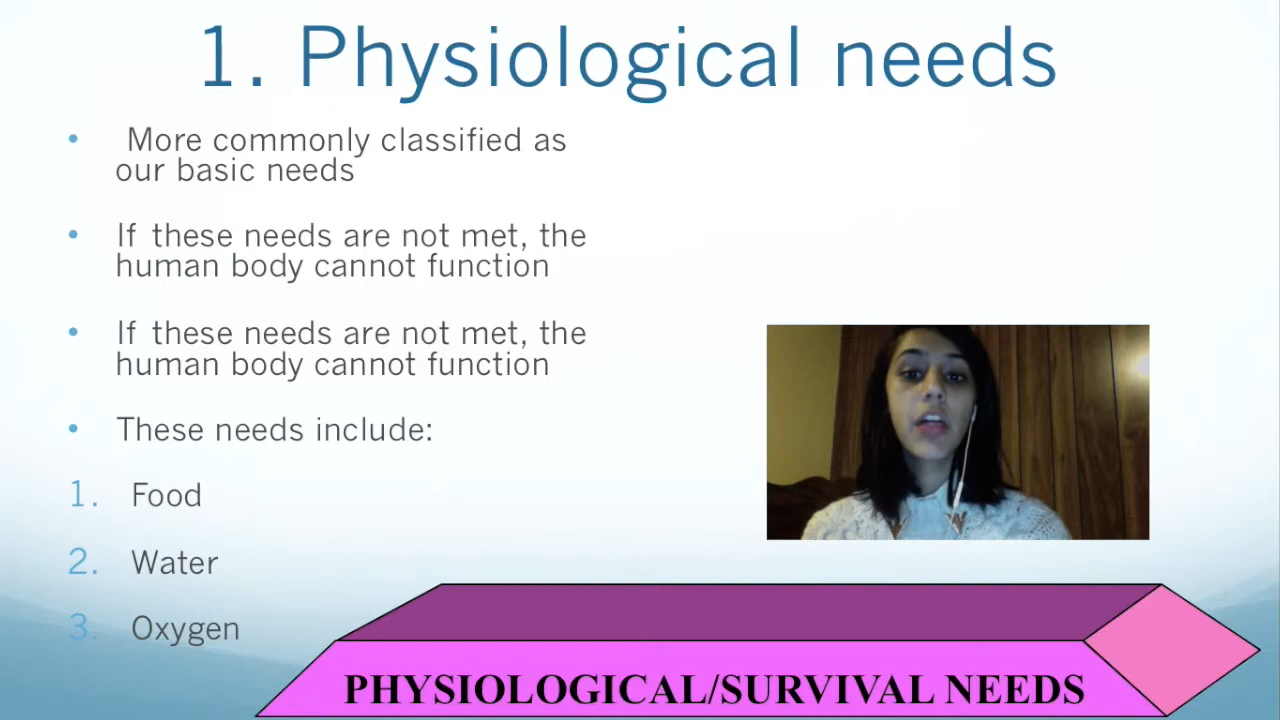 1. Physiological needs
• More commonly classified as
our basic needs
• If these needs are not met, the
human body cannot function
• If these needs are not met, the
human body cannot function
• These needs include:
1. Food
2. Water
3. Oxygen
PHYSIOLOGICAL/SURVIVAL NEEDS